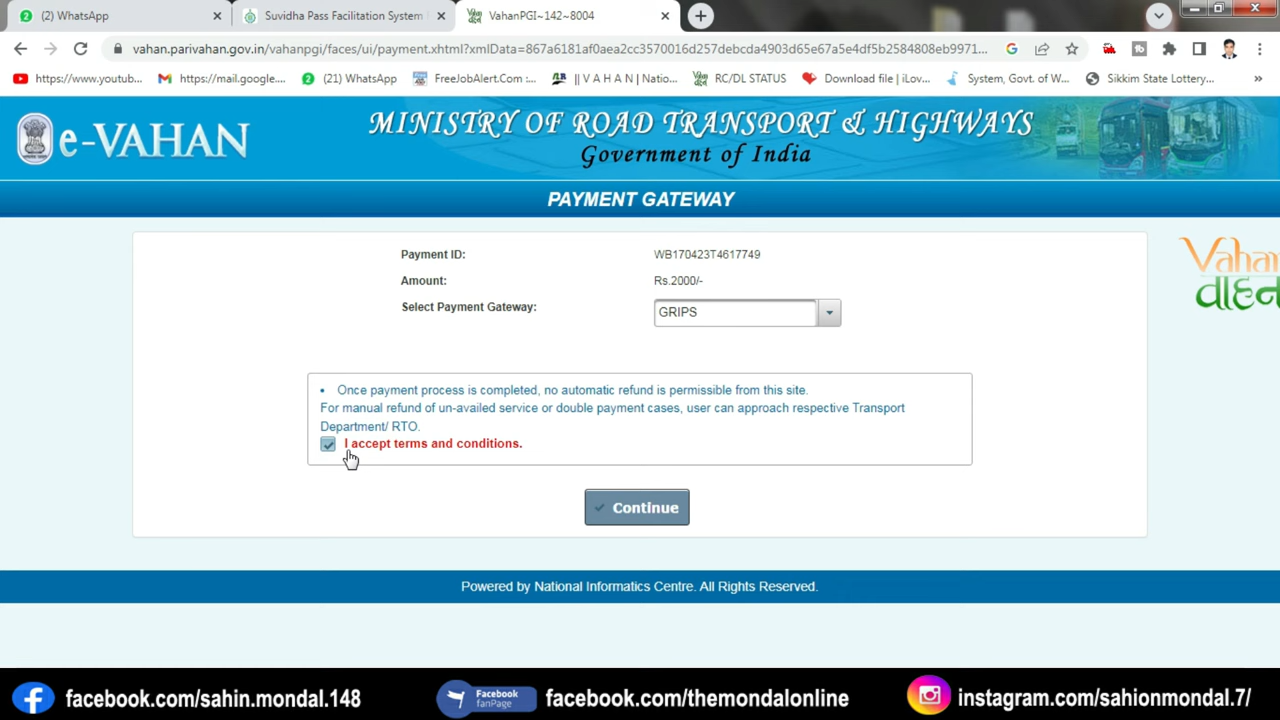 (2) WhatsApp
Suvidha Pass Facilitation System
VahanPGI~142~8004
vahan.parivahan.gov.in/vahanpgi/faces/ui/payment.xhtml?xmlData=867a6181af0aea2cc3570016d257debcda4903d65e67a5e4df5b2584808eb9971...
https://www.youtub...
https://mail.google....
(21) WhatsApp
FreeJobAlert.Com :...
|| V A H A N | Natio...
RC/DL STATUS
Download file | iLov...
System, Govt. of W...
Sikkim State Lottery...
»
e-VAHAN
MINISTRY OF ROAD TRANSPORT & HIGHWAYS
Government of India
PAYMENT GATEWAY
Payment ID: WB170423T4617749
Amount: Rs.2000/-
Select Payment Gateway: GRIPS
Vahan
वाहन
• Once payment process is completed, no automatic refund is permissible from this site.
For manual refund of un-availed service or double payment cases, user can approach respective Transport
Department/ RTO.
I accept terms and conditions.
Continue
Powered by National Informatics Centre. All Rights Reserved.
facebook.com/sahin.mondal.148
Facebook
fanPage
facebook.com/themondalonline
instagram.com/sahionmondal.7/